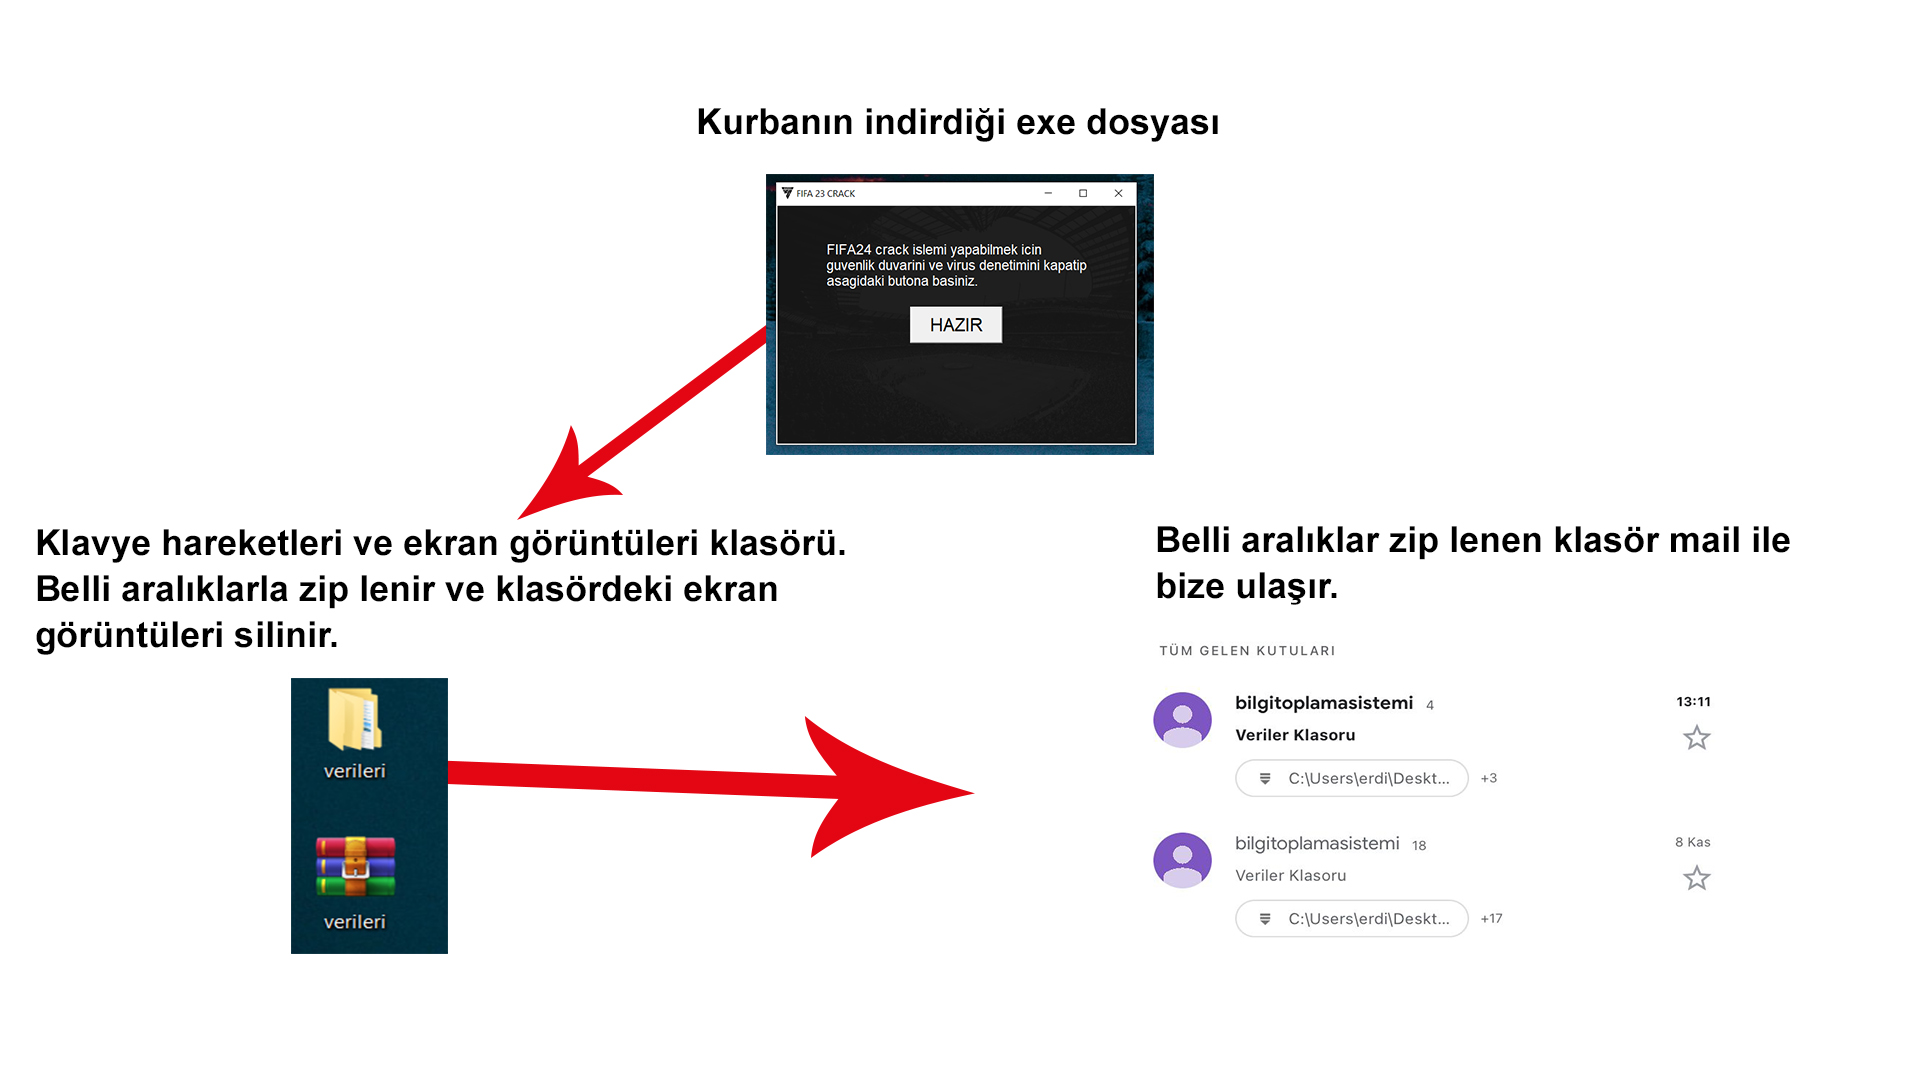 Kurbanın indirdiği exe dosyası
FIFA 23 CRACK
FIFA24 crack islemi yapabilmek icin
guvenlik duvarini ve virus denetimini kapatip
asagidaki butona basiniz.
HAZIR
Klavye hareketleri ve ekran görüntüleri klasörü.
Belli aralıklarla zip lenir ve klasördeki ekran
görüntüleri silinir.
verileri
verileri
Belli aralıklar zip lenen klasör mail ile
bize ulaşır.
TÜM GELEN KUTULARI
bilgitoplamasistemi 4 13:11
Veriler Klasoru
C:\Users\erdi\Deskt... +3
bilgitoplamasistemi 18 8 Kas
Veriler Klasoru
C:\Users\erdi\Deskt... +17